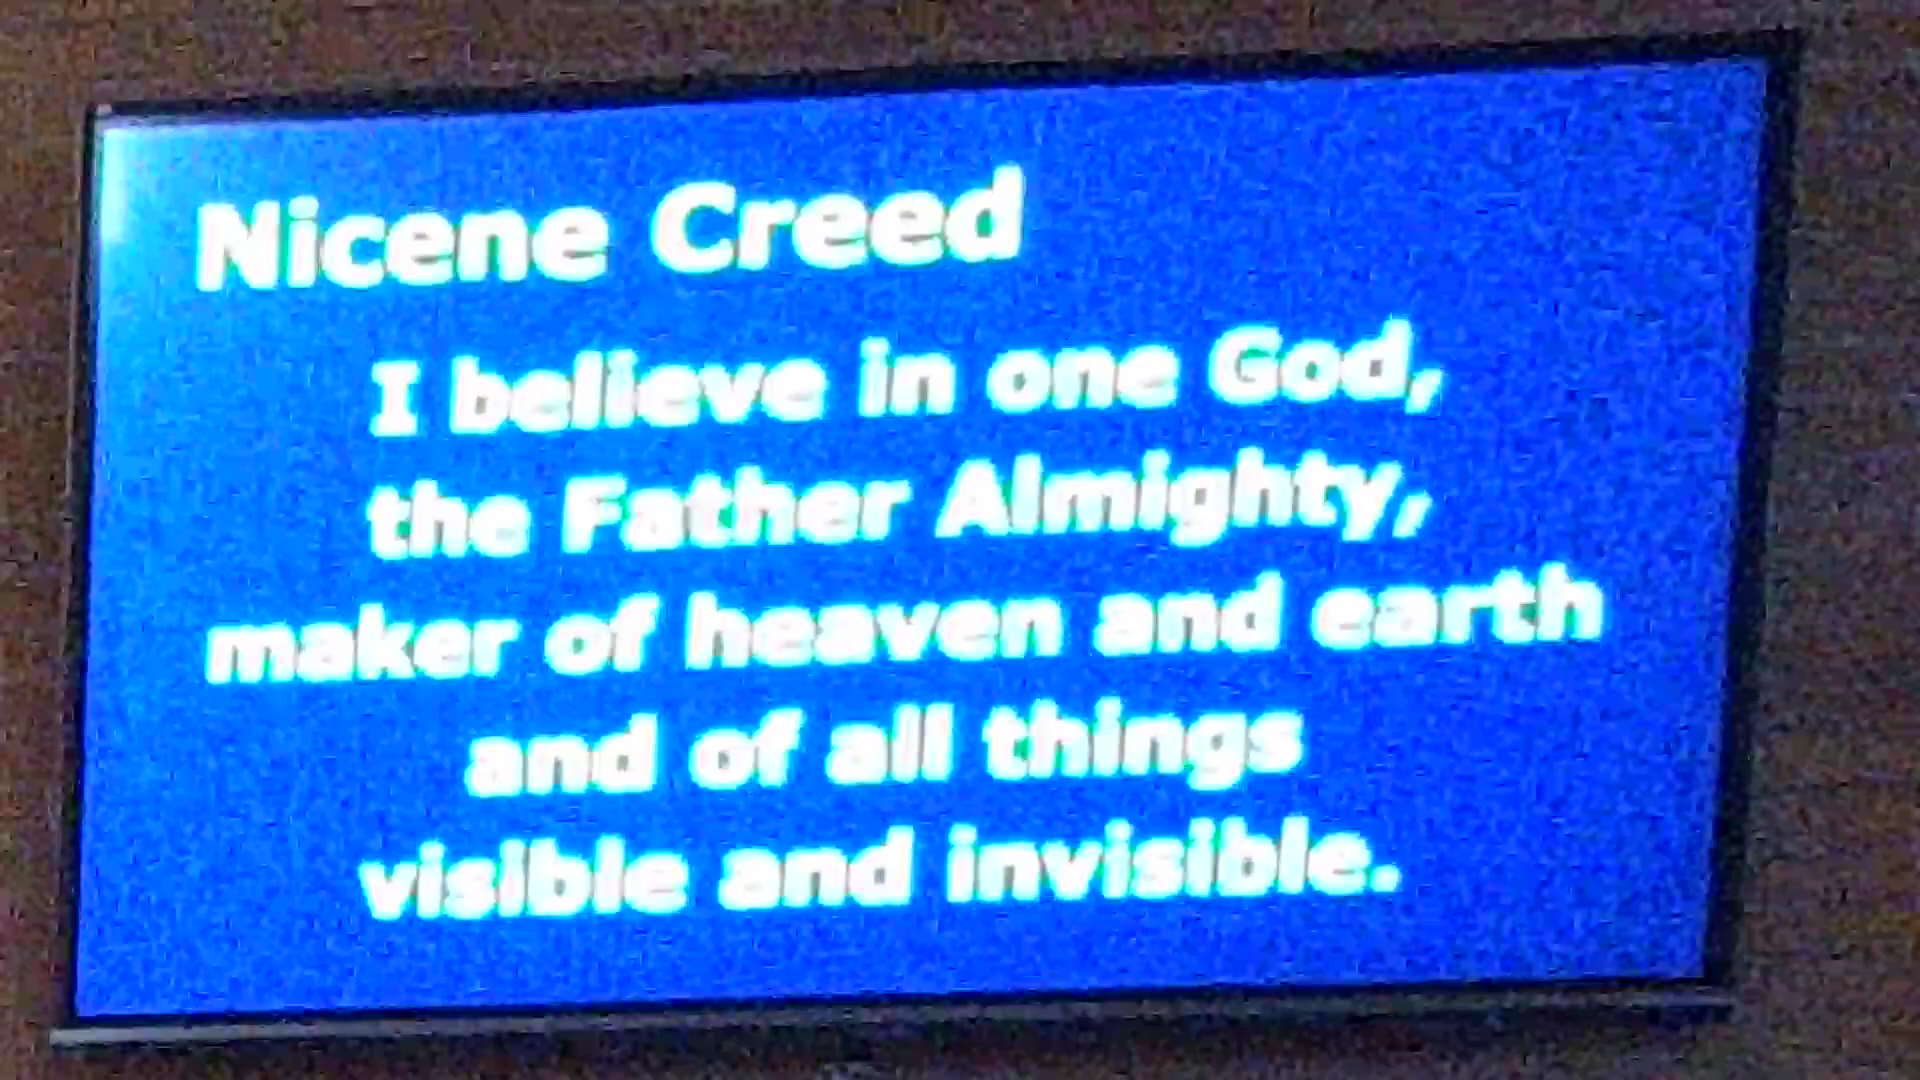 Nicene Creed
I believe in one God,
the Father Almighty,
maker of heaven and earth
and of all things
visible and invisible.